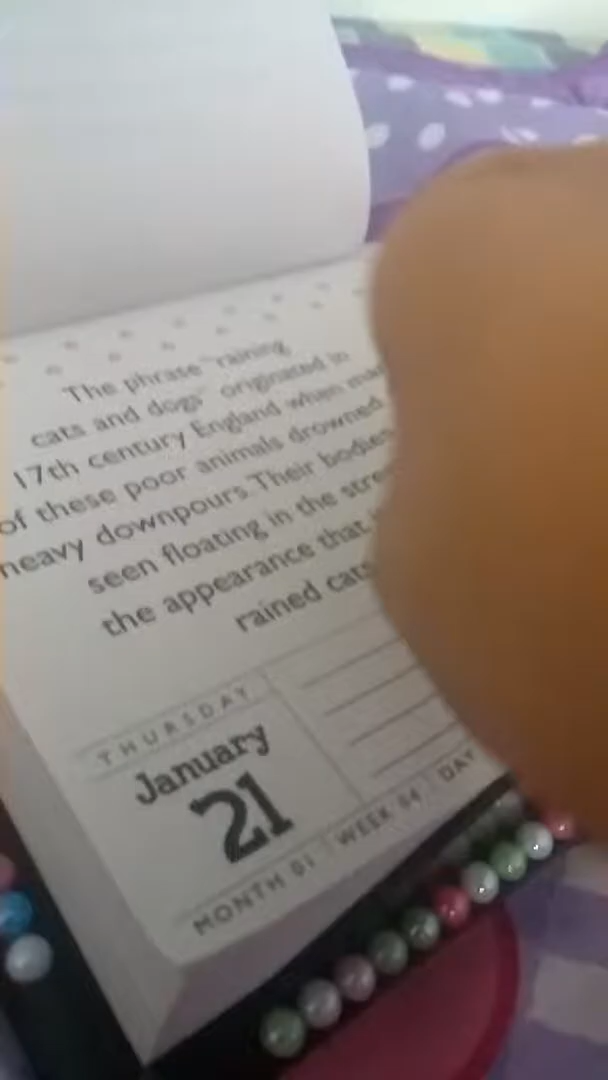 The phrase "raining
cats and dogs" originated in
17th century England when
of these poor animals drowned
heavy downpours. Their bodies
seen floating in the
the appearance that
rained cats
THURSDAY
January
21
MONTH 01 WEEK 04 DAY